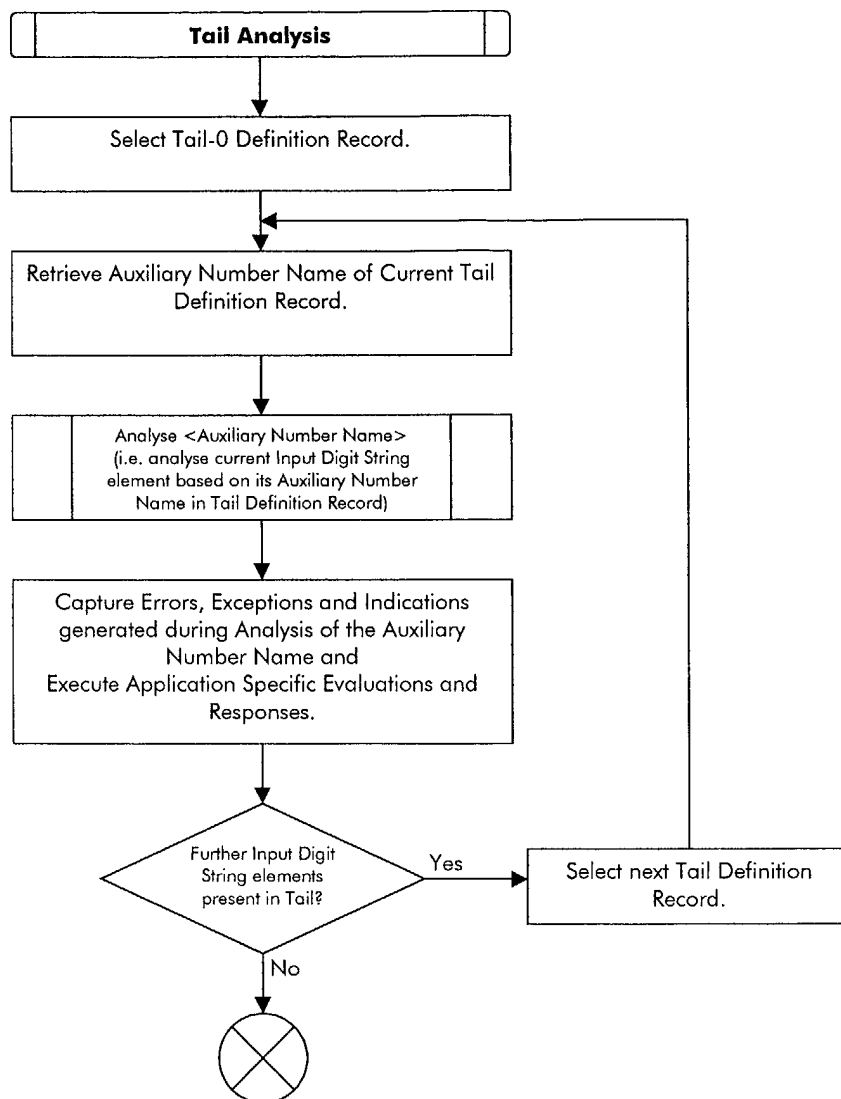 Tail Analysis
Select Tail-0 Definition Record.
Retrieve Auxiliary Number Name of Current Tail
Definition Record.
Analyse <Auxiliary Number Name>
(i.e. analyse current Input Digit String
element based on its Auxiliary Number
Name in Tail Definition Record)
Capture Errors, Exceptions and Indications
generated during Analysis of the Auxiliary
Number Name and
Execute Application Specific Evaluations and
Responses.
Further Input Digit
String elements
present in Tail?
Yes
Select next Tail Definition
Record.
No